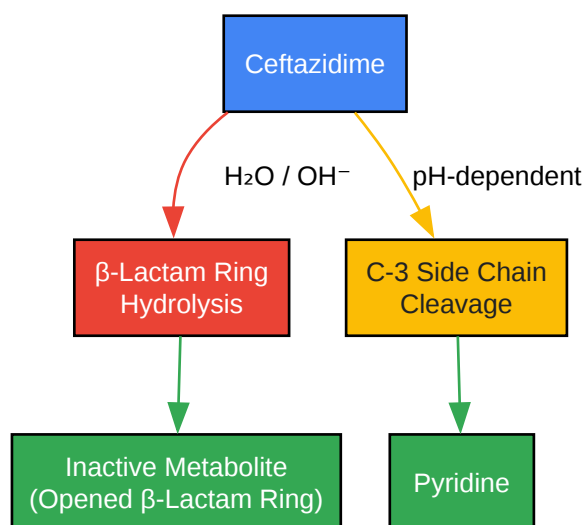 Ceftazidime
H₂O / OH⁻
pH-dependent
β-Lactam Ring
Hydrolysis
C-3 Side Chain
Cleavage
Inactive Metabolite
(Opened β-Lactam Ring)
Pyridine